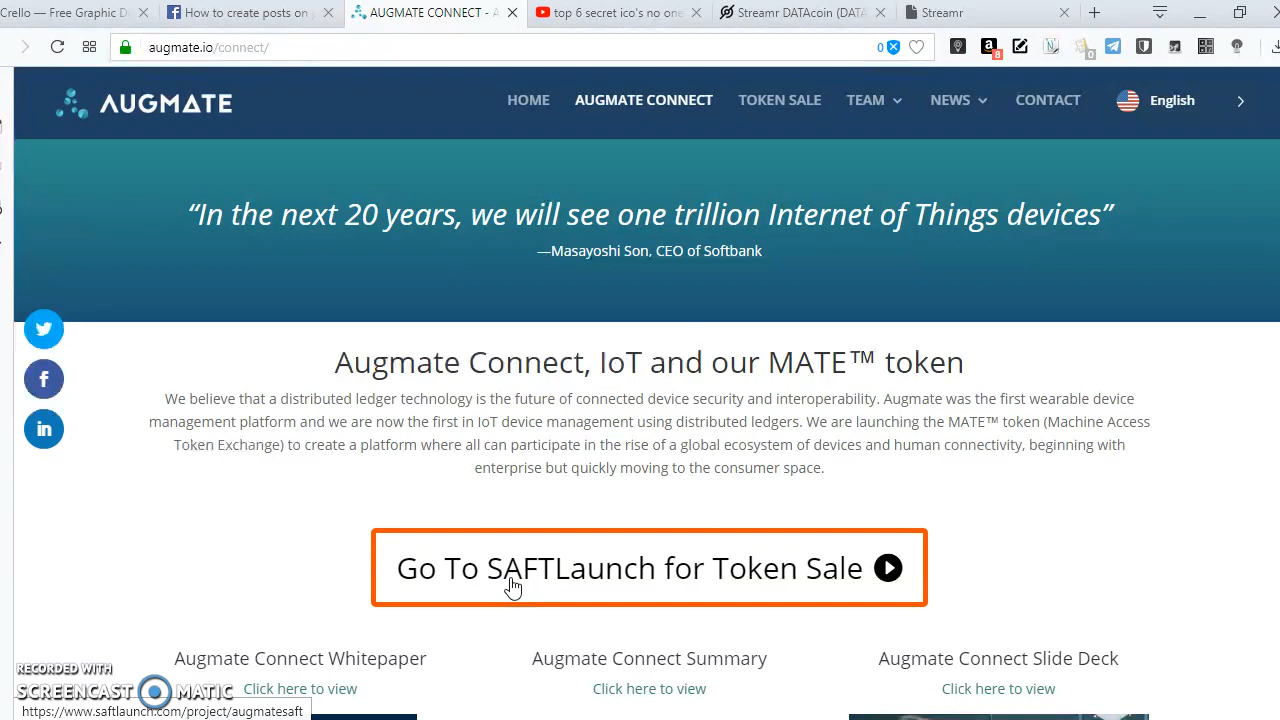 Crello — Free Graphic D
How to create posts on
AUGMATE CONNECT - A
top 6 secret ico's no one
Streamr DATAcoin (DATA
Streamr
augmate.io/connect/
0
8
0
AUGMATE
HOME
AUGMATE CONNECT
TOKEN SALE
TEAM
NEWS
CONTACT
English
“In the next 20 years, we will see one trillion Internet of Things devices”
—Masayoshi Son, CEO of Softbank
Augmate Connect, IoT and our MATE™ token
We believe that a distributed ledger technology is the future of connected device security and interoperability. Augmate was the first wearable device
management platform and we are now the first in IoT device management using distributed ledgers. We are launching the MATE™ token (Machine Access
Token Exchange) to create a platform where all can participate in the rise of a global ecosystem of devices and human connectivity, beginning with
enterprise but quickly moving to the consumer space.
Go To SAFTLaunch for Token Sale
Augmate Connect Whitepaper
Click here to view
Augmate Connect Summary
Click here to view
Augmate Connect Slide Deck
Click here to view
RECORDED WITH
SCREENCAST MATIC
https://www.saftlaunch.com/project/augmatesaft